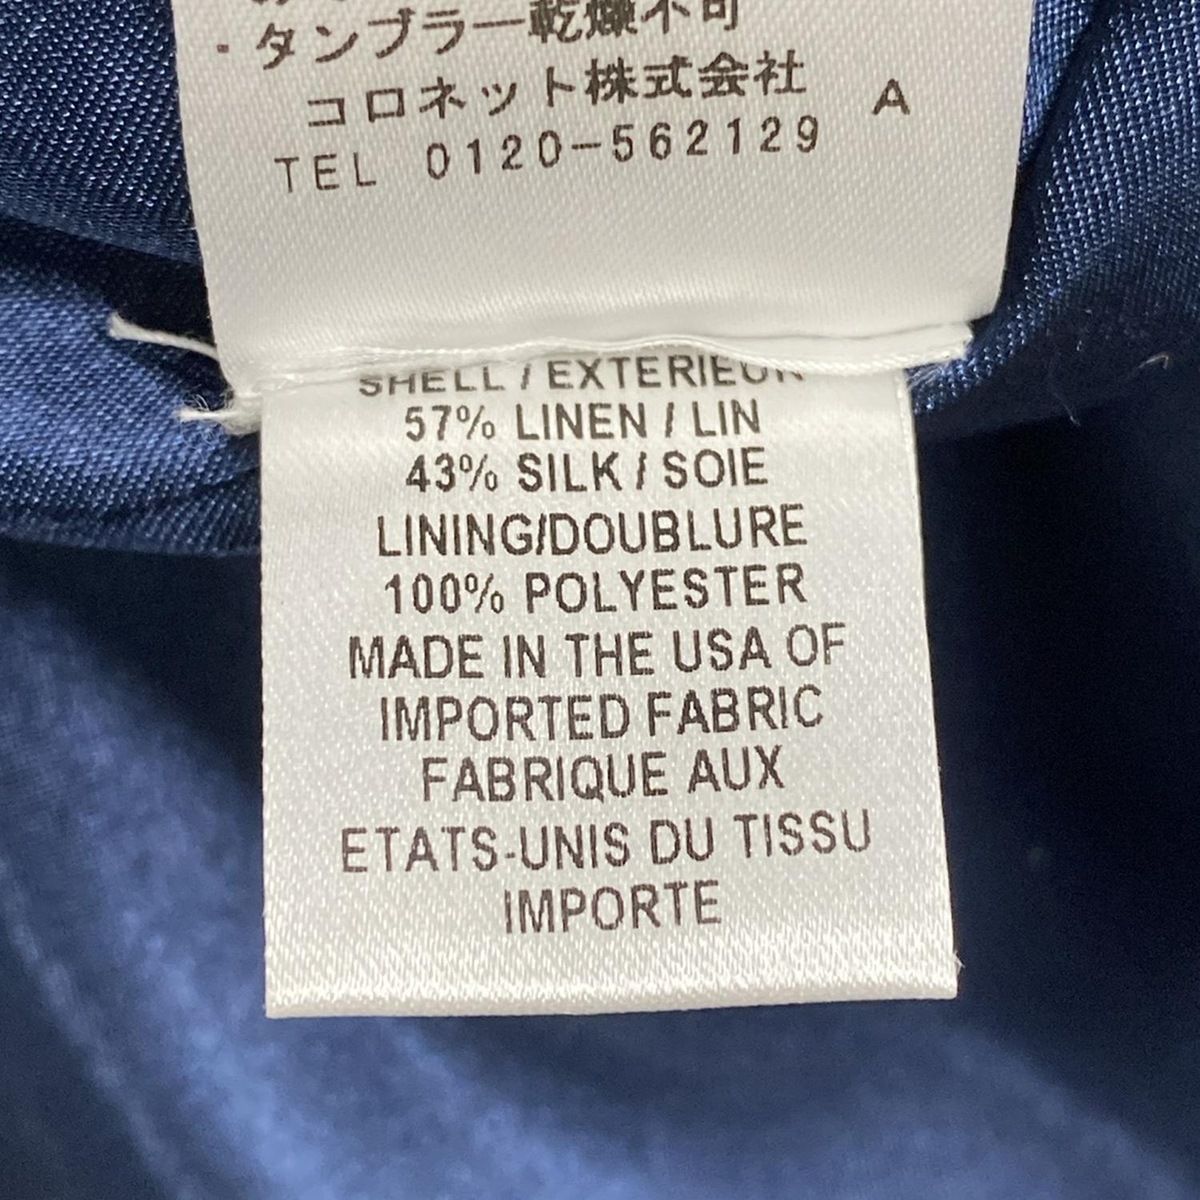 ・タンブラー乾燥不可
コロネット株式会社 A
TEL 0120-562129
SHELL / EXTERIEUR
57% LINEN / LIN
43% SILK / SOIE
LINING/DOUBLURE
100% POLYESTER
MADE IN THE USA OF
IMPORTED FABRIC
FABRIQUE AUX
ETATS-UNIS DU TISSU
IMPORTE